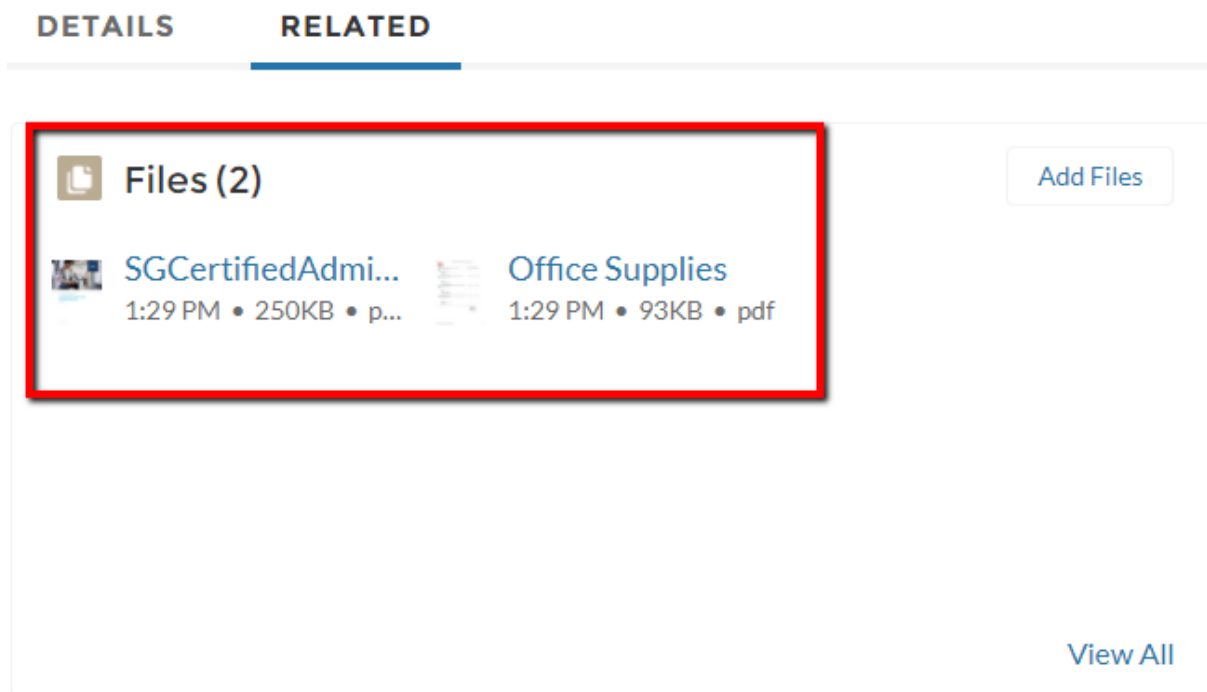 DETAILS RELATED
Files (2) Add Files
SGCertifiedAdmi... Office Supplies
1:29 PM • 250KB • p... 1:29 PM • 93KB • pdf
View All